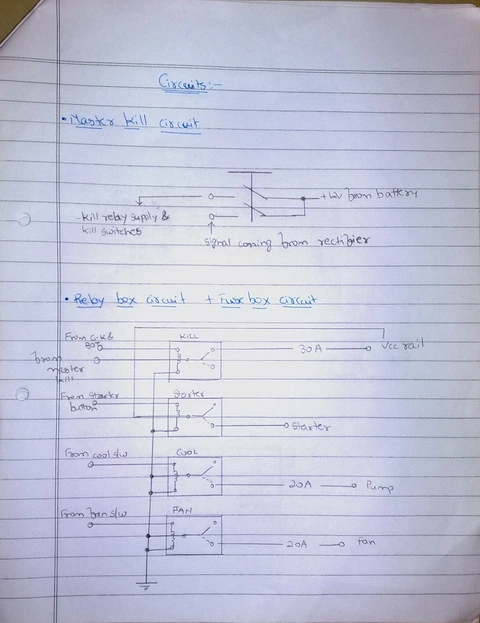 Circuits:-
• Master kill circuit
+12v from battery
kill relay supply &
kill switches
signal coming from rectifier
• Relay box circuit + Fuse box circuit
From C.K &
KILL
30A
Vcc rail
from
master
kill
From Starter
button
Starter
Starter
From cool s/w
COOL
20A
Pump
From fan s/w
FAN
20A
Fan